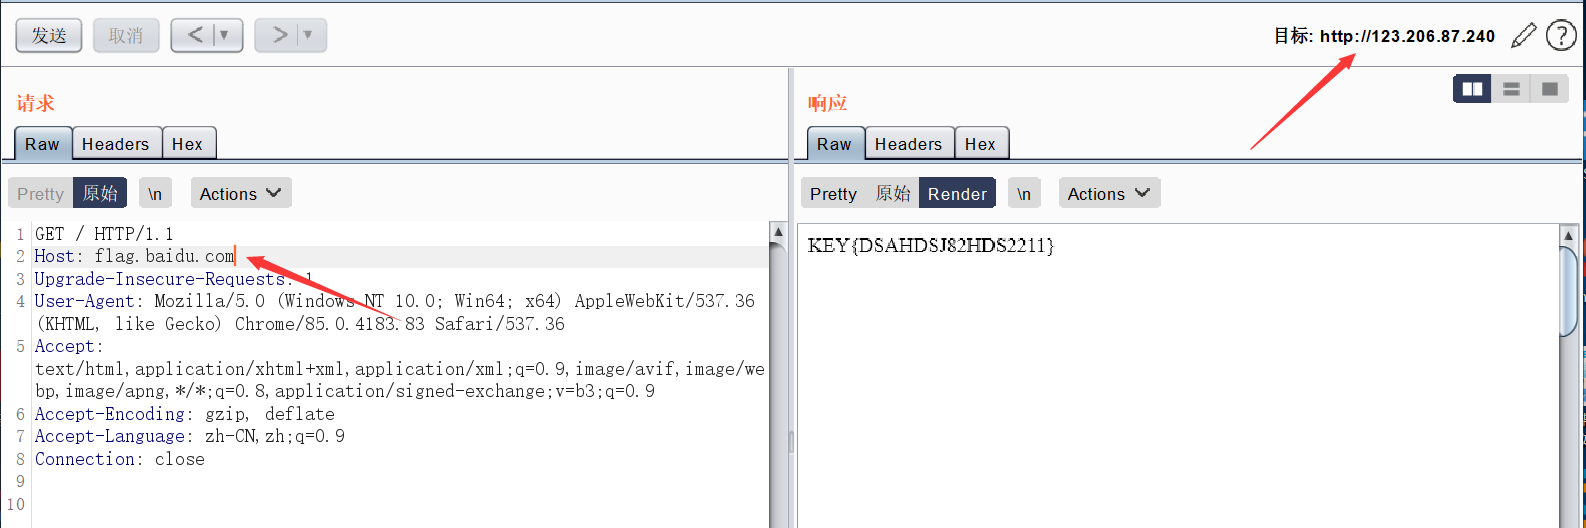 发送 取消 < ▼ > ▼ 目标: http://123.206.87.240 ?
请求
Raw Headers Hex
Pretty 原始 \n Actions
1 GET / HTTP/1.1
2 Host: flag.baidu.com
3 Upgrade-Insecure-Requests: 1
4 User-Agent: Mozilla/5.0 (Windows NT 10.0; Win64; x64) AppleWebKit/537.36
(KHTML, like Gecko) Chrome/85.0.4183.83 Safari/537.36
5 Accept:
text/html,application/xhtml+xml,application/xml;q=0.9,image/avif,image/we
bp,image/apng,*/*;q=0.8,application/signed-exchange;v=b3;q=0.9
6 Accept-Encoding: gzip, deflate
7 Accept-Language: zh-CN,zh;q=0.9
8 Connection: close
9
10
响应
Raw Headers Hex
Pretty 原始 Render \n Actions
KEY{DSAHDSJ82HDS2211}